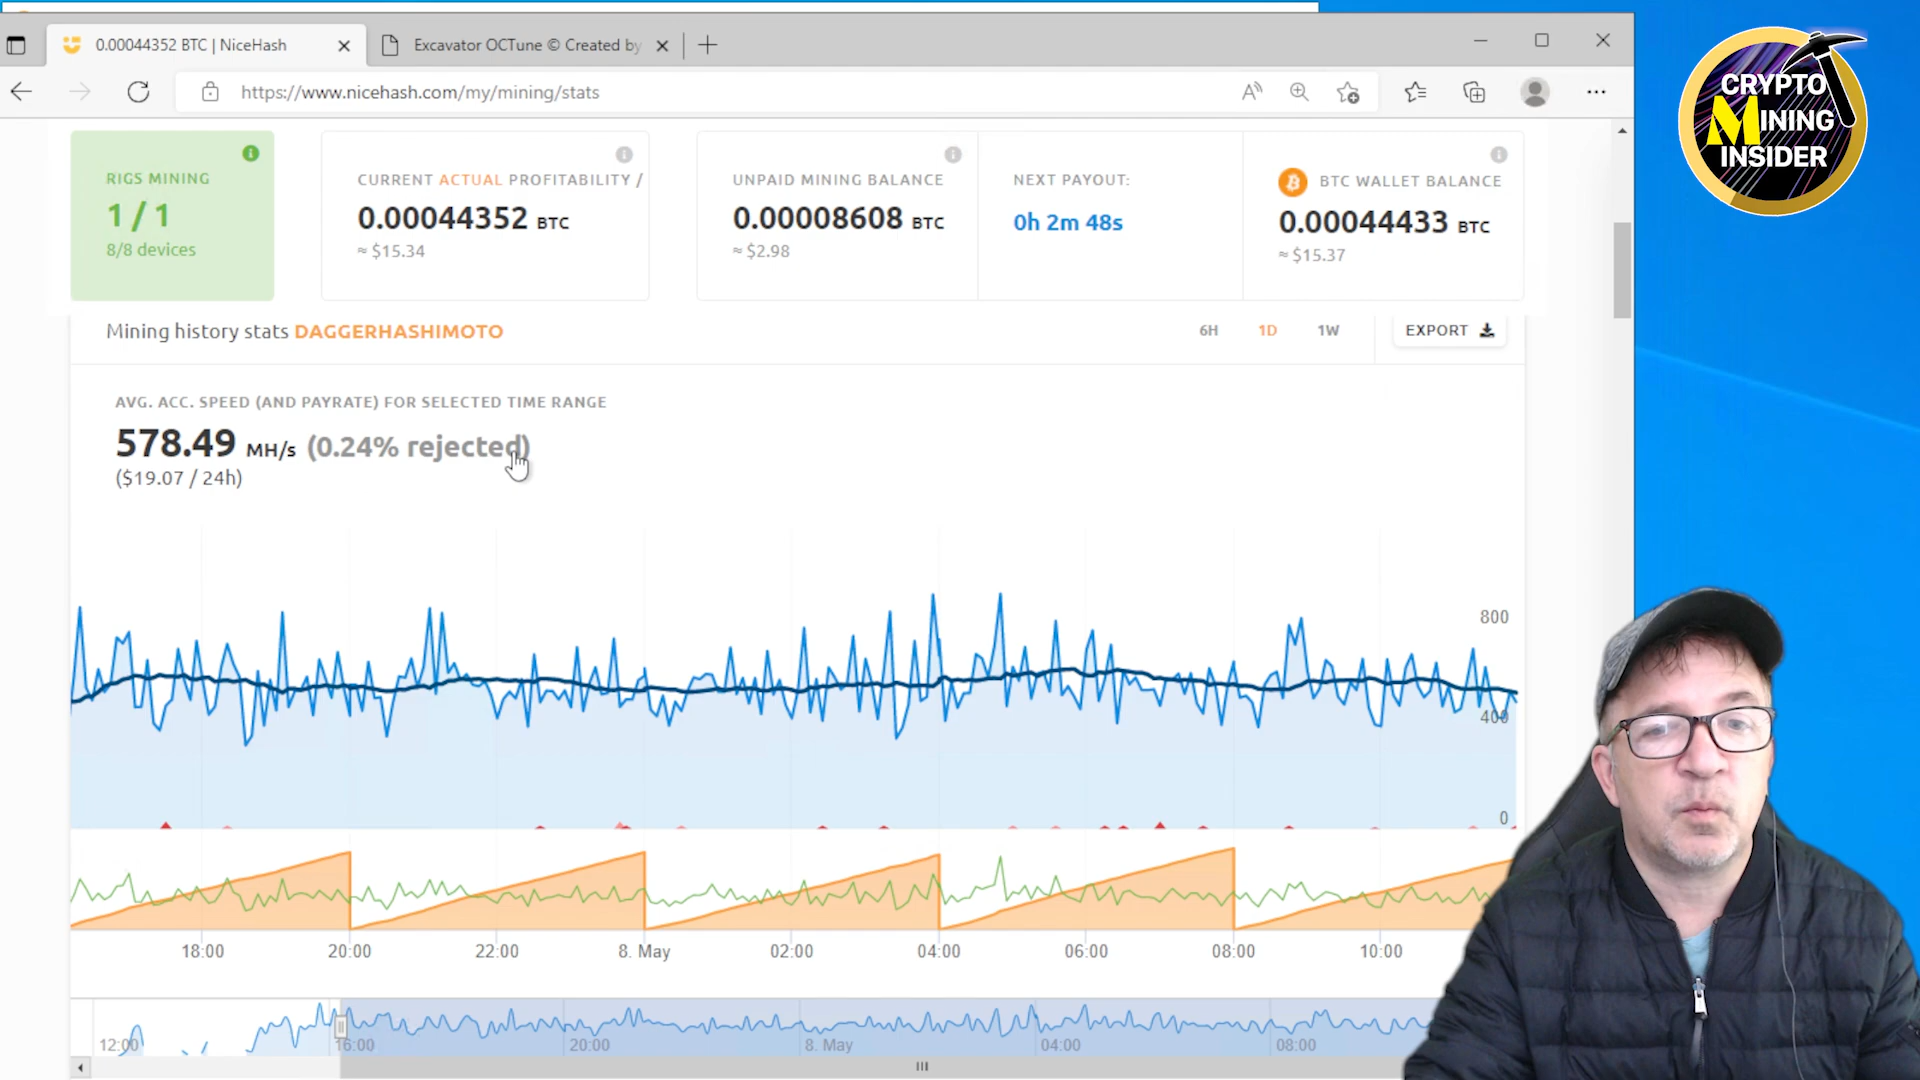 0.00044352 BTC | NiceHash
Excavator OCTune © Created by
https://www.nicehash.com/my/mining/stats
CRYPTO
MINING
INSIDER
RIGS MINING
1 / 1
8/8 devices
CURRENT ACTUAL PROFITABILITY /
0.00044352 BTC
≈ $15.34
UNPAID MINING BALANCE
0.00008608 BTC
≈ $2.98
NEXT PAYOUT:
0h 2m 48s
BTC WALLET BALANCE
0.00044433 BTC
≈ $15.37
Mining history stats DAGGERHASHIMOTO
6H 1D 1W
EXPORT
AVG. ACC. SPEED (AND PAYRATE) FOR SELECTED TIME RANGE
578.49 MH/s (0.24% rejected)
($19.07 / 24h)
800
400
0
18:00 20:00 22:00 8. May 02:00 04:00 06:00 08:00 10:00
12:00 16:00 20:00 8. May 04:00 08:00